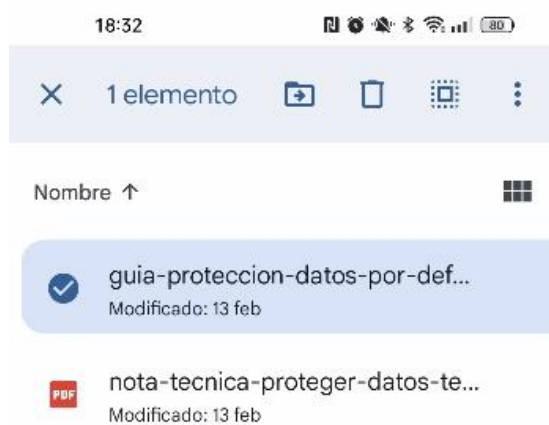 18:32 80
1 elemento
Nombre ↑
guia-proteccion-datos-por-def...
Modificado: 13 feb
PDF nota-tecnica-proteger-datos-te...
Modificado: 13 feb